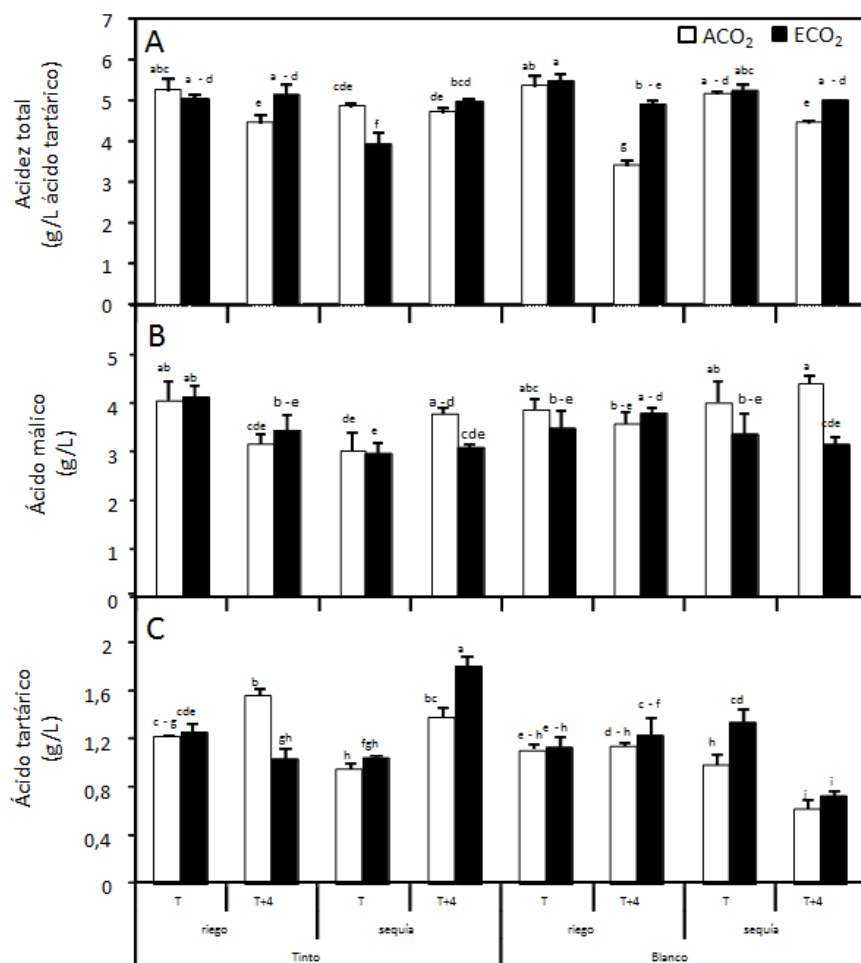 A
ACO₂ ECO₂
Acidez total
(g/L ácido tartárico)
7
6
5
4
3
2
1
0
abc a - d e a - d cde f de bcd ab a g b - e a - d abc e a - d
B
Ácido málico
(g/L)
5
4
3
2
1
0
ab ab cde b - e de e a - d cde abc b - e b - e a - d ab b - e a cde
C
Ácido tartárico
(g/L)
2
1,6
1,2
0,8
0,4
0
c - g cde b gh h fgh bc a e - h e - h d - h c - f h cd i i
T T+4 T T+4 T T+4 T T+4
riego sequía riego sequía
Tinto Blanco